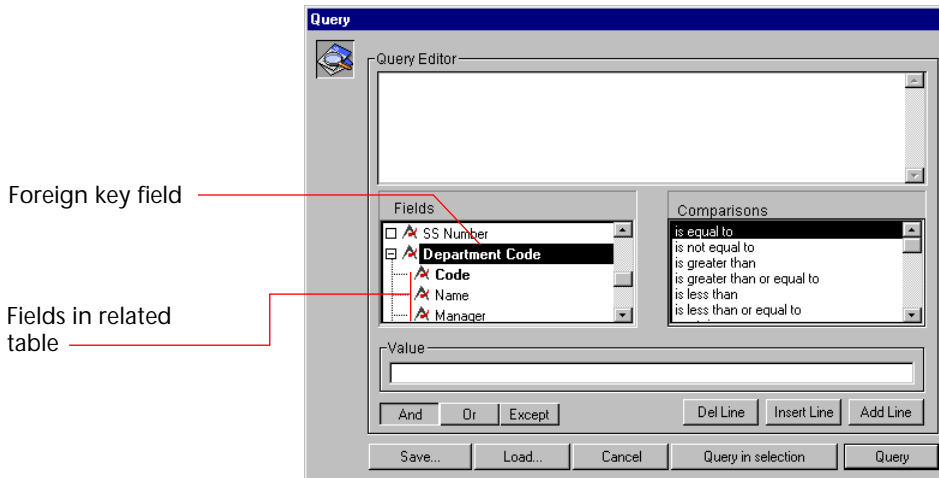 Query
Query Editor
Foreign key field
Fields
SS Number
Department Code
Code
Name
Manager
Comparisons
is equal to
is not equal to
is greater than
is greater than or equal to
is less than
is less than or equal to
Fields in related
table
Value
And
Or
Except
Del Line
Insert Line
Add Line
Save...
Load...
Cancel
Query in selection
Query